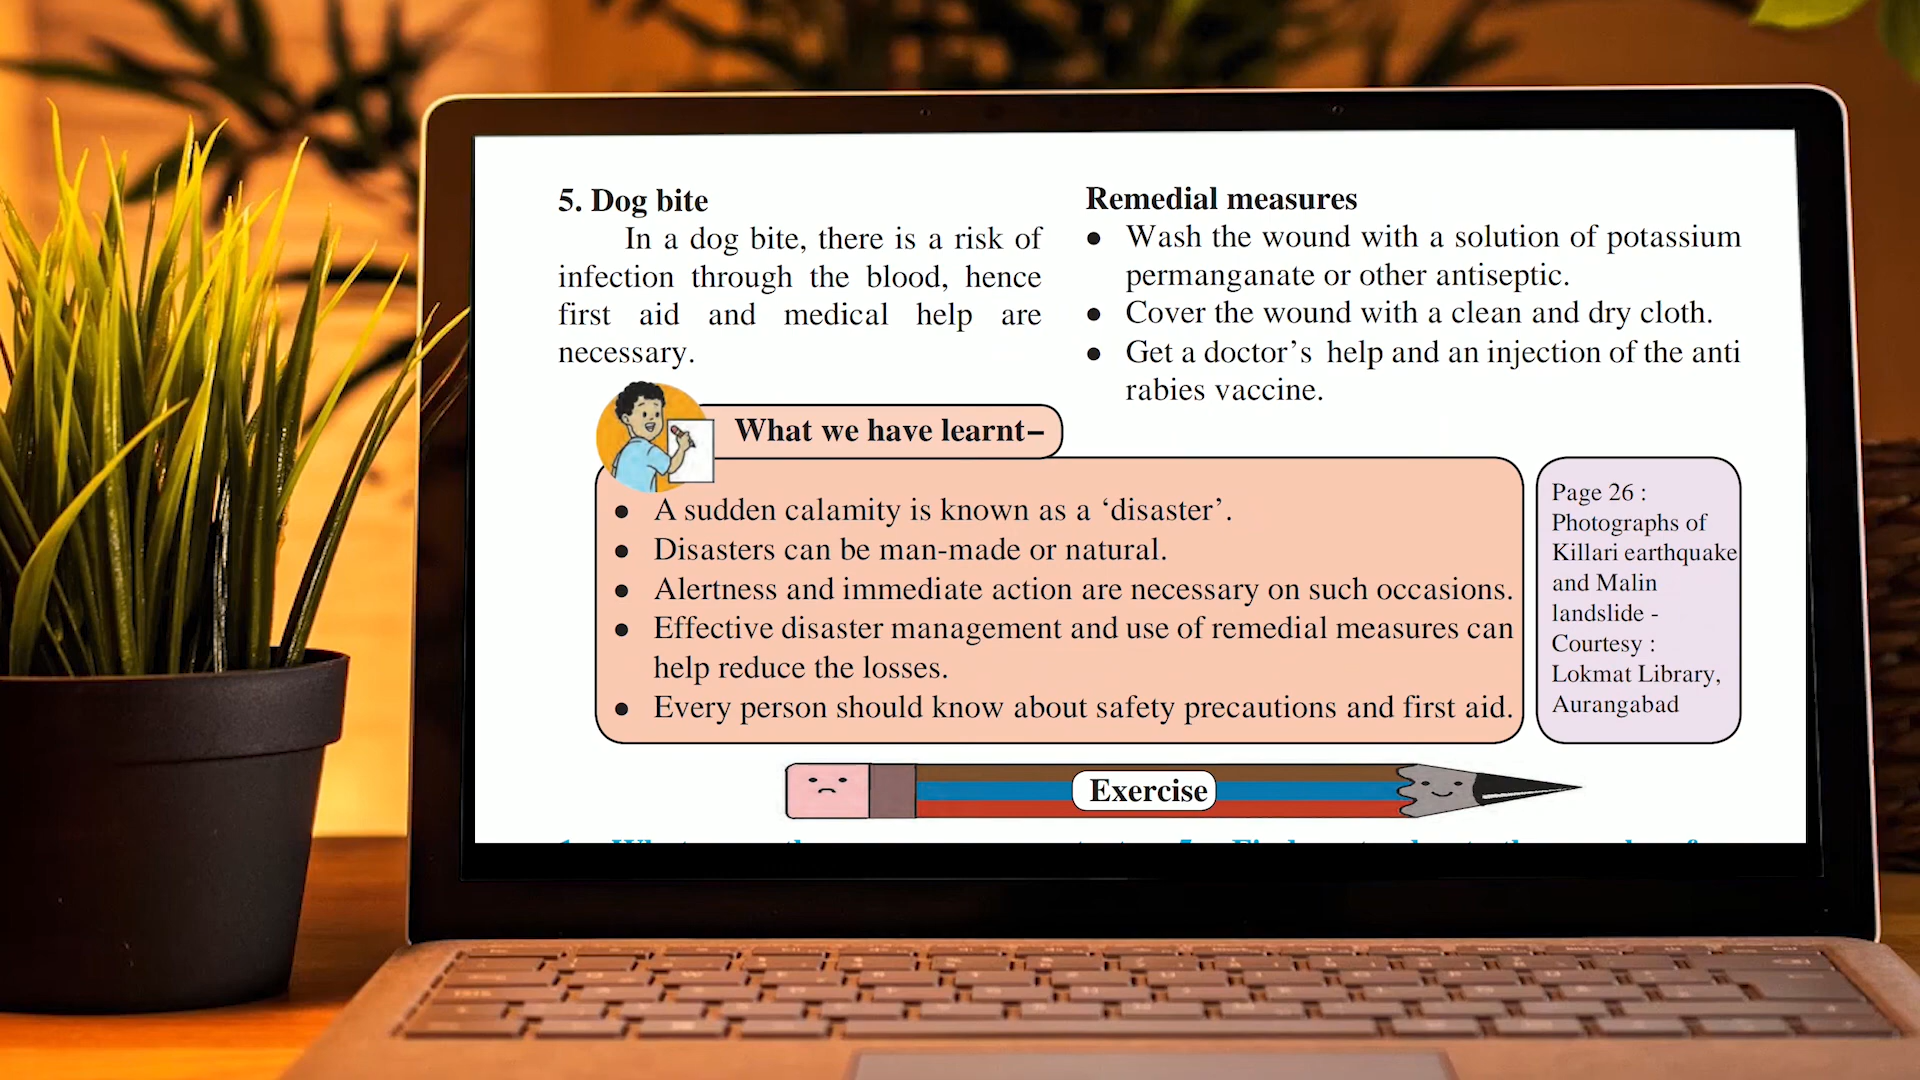 5. Dog bite
In a dog bite, there is a risk of
infection through the blood, hence
first aid and medical help are
necessary.
Remedial measures
● Wash the wound with a solution of potassium
permanganate or other antiseptic.
● Cover the wound with a clean and dry cloth.
● Get a doctor’s help and an injection of the anti
rabies vaccine.
What we have learnt–
● A sudden calamity is known as a ‘disaster’.
● Disasters can be man-made or natural.
● Alertness and immediate action are necessary on such occasions.
● Effective disaster management and use of remedial measures can
help reduce the losses.
● Every person should know about safety precautions and first aid.
Page 26 :
Photographs of
Killari earthquake
and Malin
landslide -
Courtesy :
Lokmat Library,
Aurangabad
Exercise